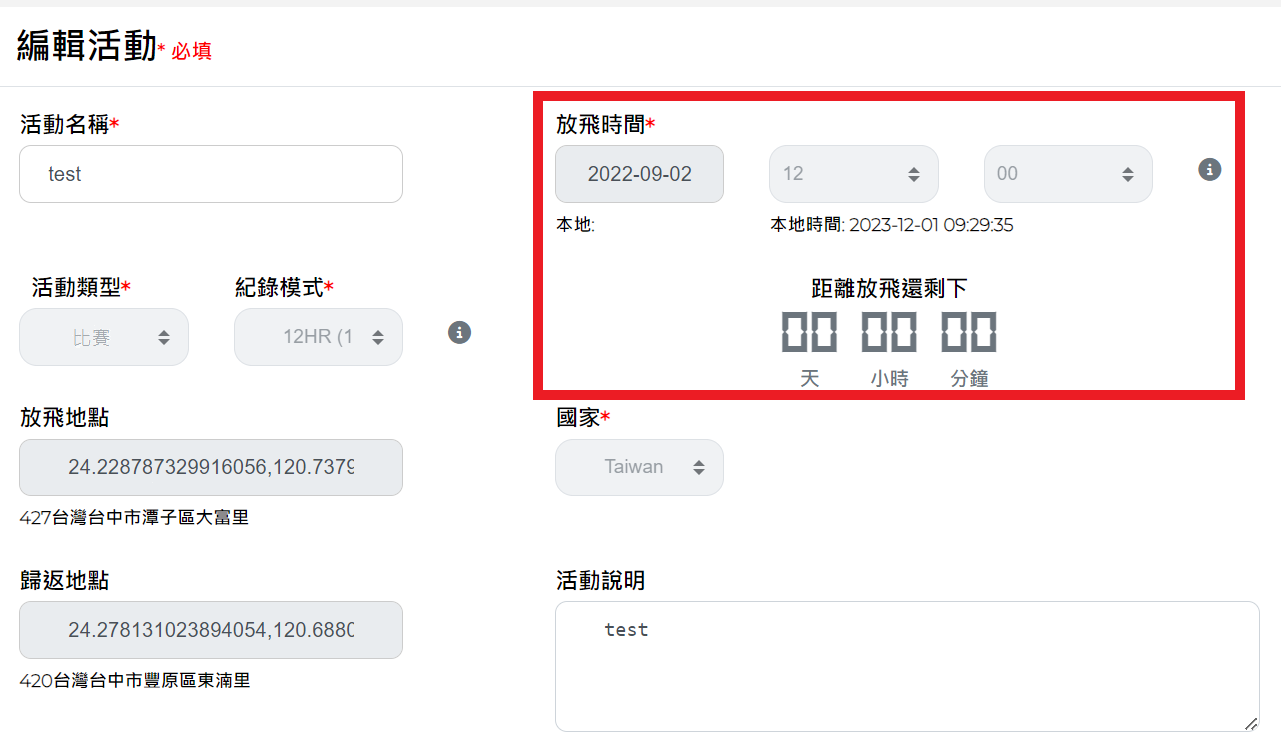 編輯活動* 必填
活動名稱*
test
放飛時間*
2022-09-02
12
00
本地:
本地時間: 2023-12-01 09:29:35
活動類型*
紀錄模式*
比賽
12HR (1
距離放飛還剩下
00 00 00
天 小時 分鐘
放飛地點
24.228787329916056,120.7379
427台灣台中市潭子區大富里
國家*
Taiwan
歸返地點
24.278131023894054,120.6880
420台灣台中市豐原區東湳里
活動說明
test